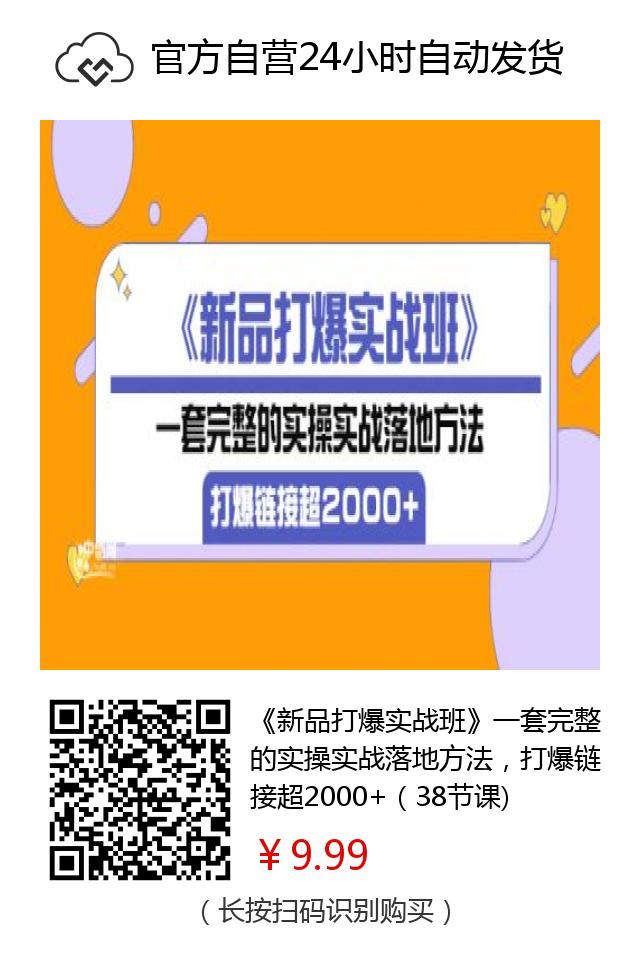 官方自营24小时自动发货
《新品打爆实战班》
一套完整的实操实战落地方法
打爆链接超2000+
《新品打爆实战班》一套完整
的实操实战落地方法，打爆链
接超2000+（38节课)
￥9.99
（长按扫码识别购买）